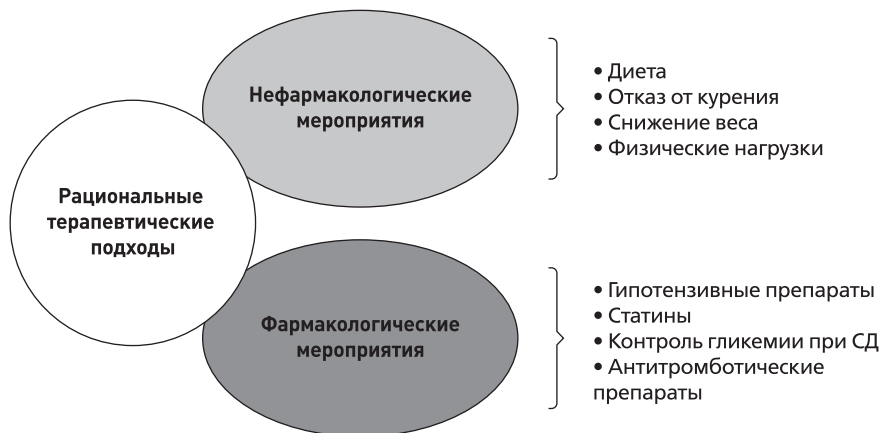 Рациональные
терапевтические
подходы
Нефармакологические
мероприятия
• Диета
• Отказ от курения
• Снижение веса
• Физические нагрузки
Фармакологические
мероприятия
• Гипотензивные препараты
• Статины
• Контроль гликемии при СД
• Антитромботические
препараты